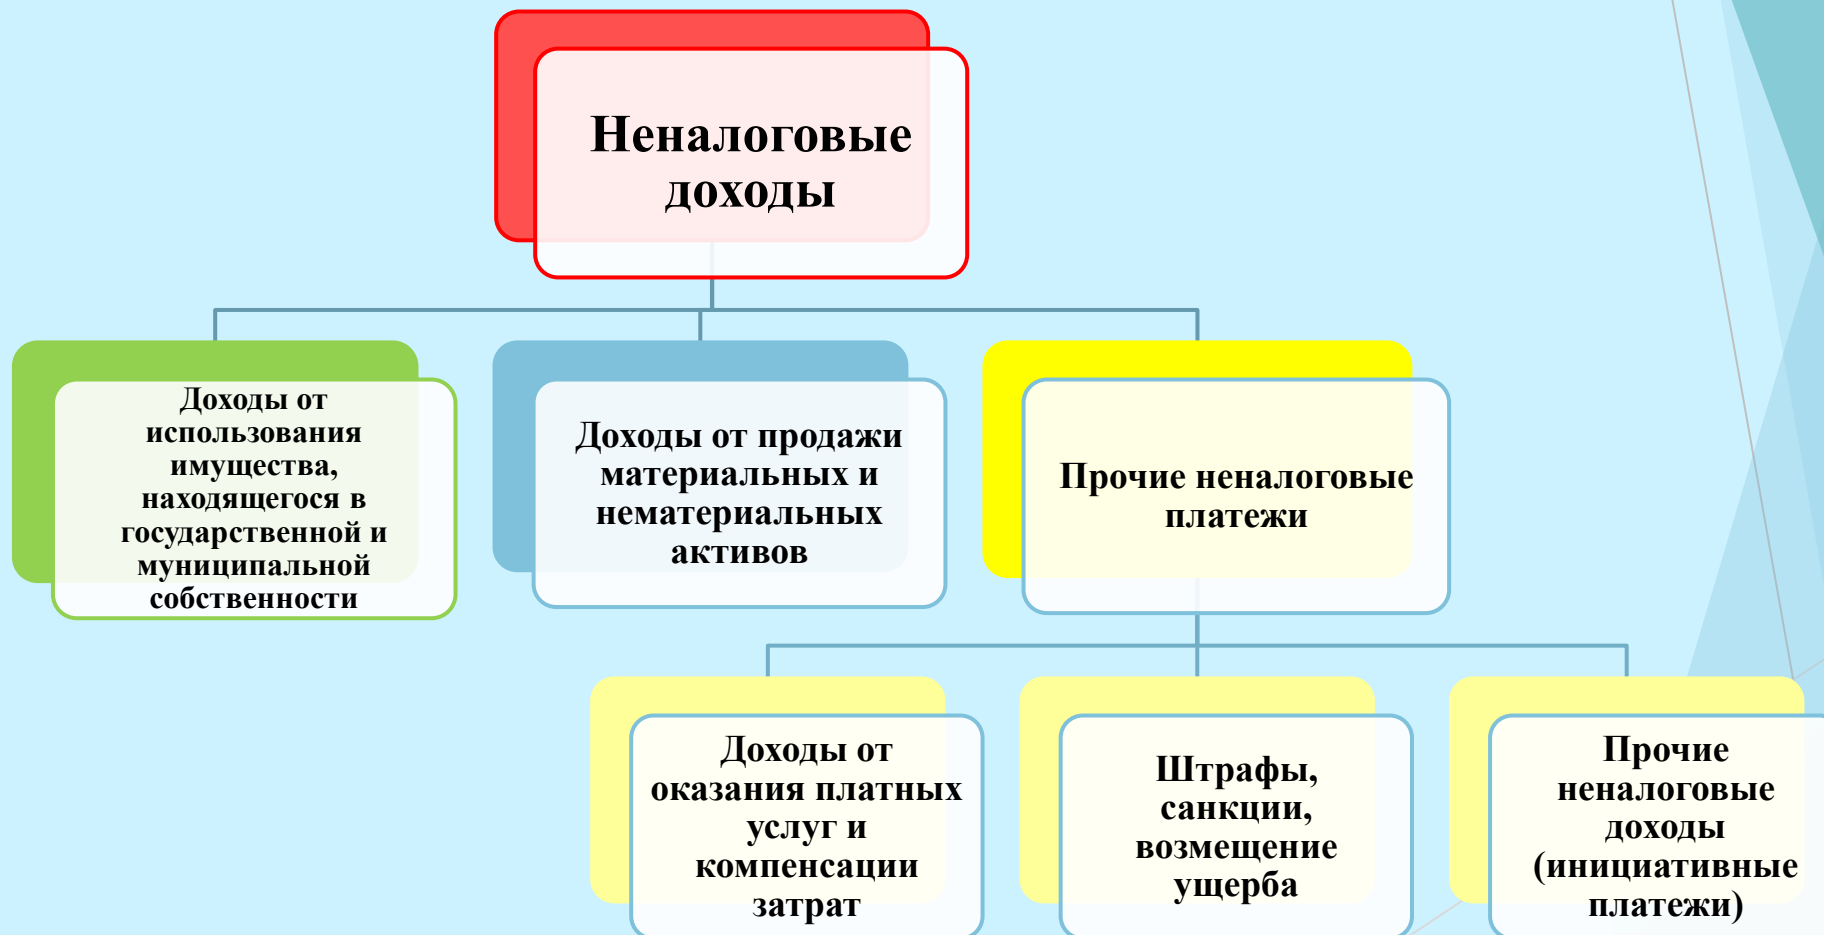 Неналоговые
доходы
Доходы от
использования
имущества,
находящегося в
государственной и
муниципальной
собственности
Доходы от продажи
материальных и
нематериальных
активов
Прочие неналоговые
платежи
Доходы от
оказания платных
услуг и
компенсации
затрат
Штрафы,
санкции,
возмещение
ущерба
Прочие
неналоговые
доходы
(инициативные
платежи)